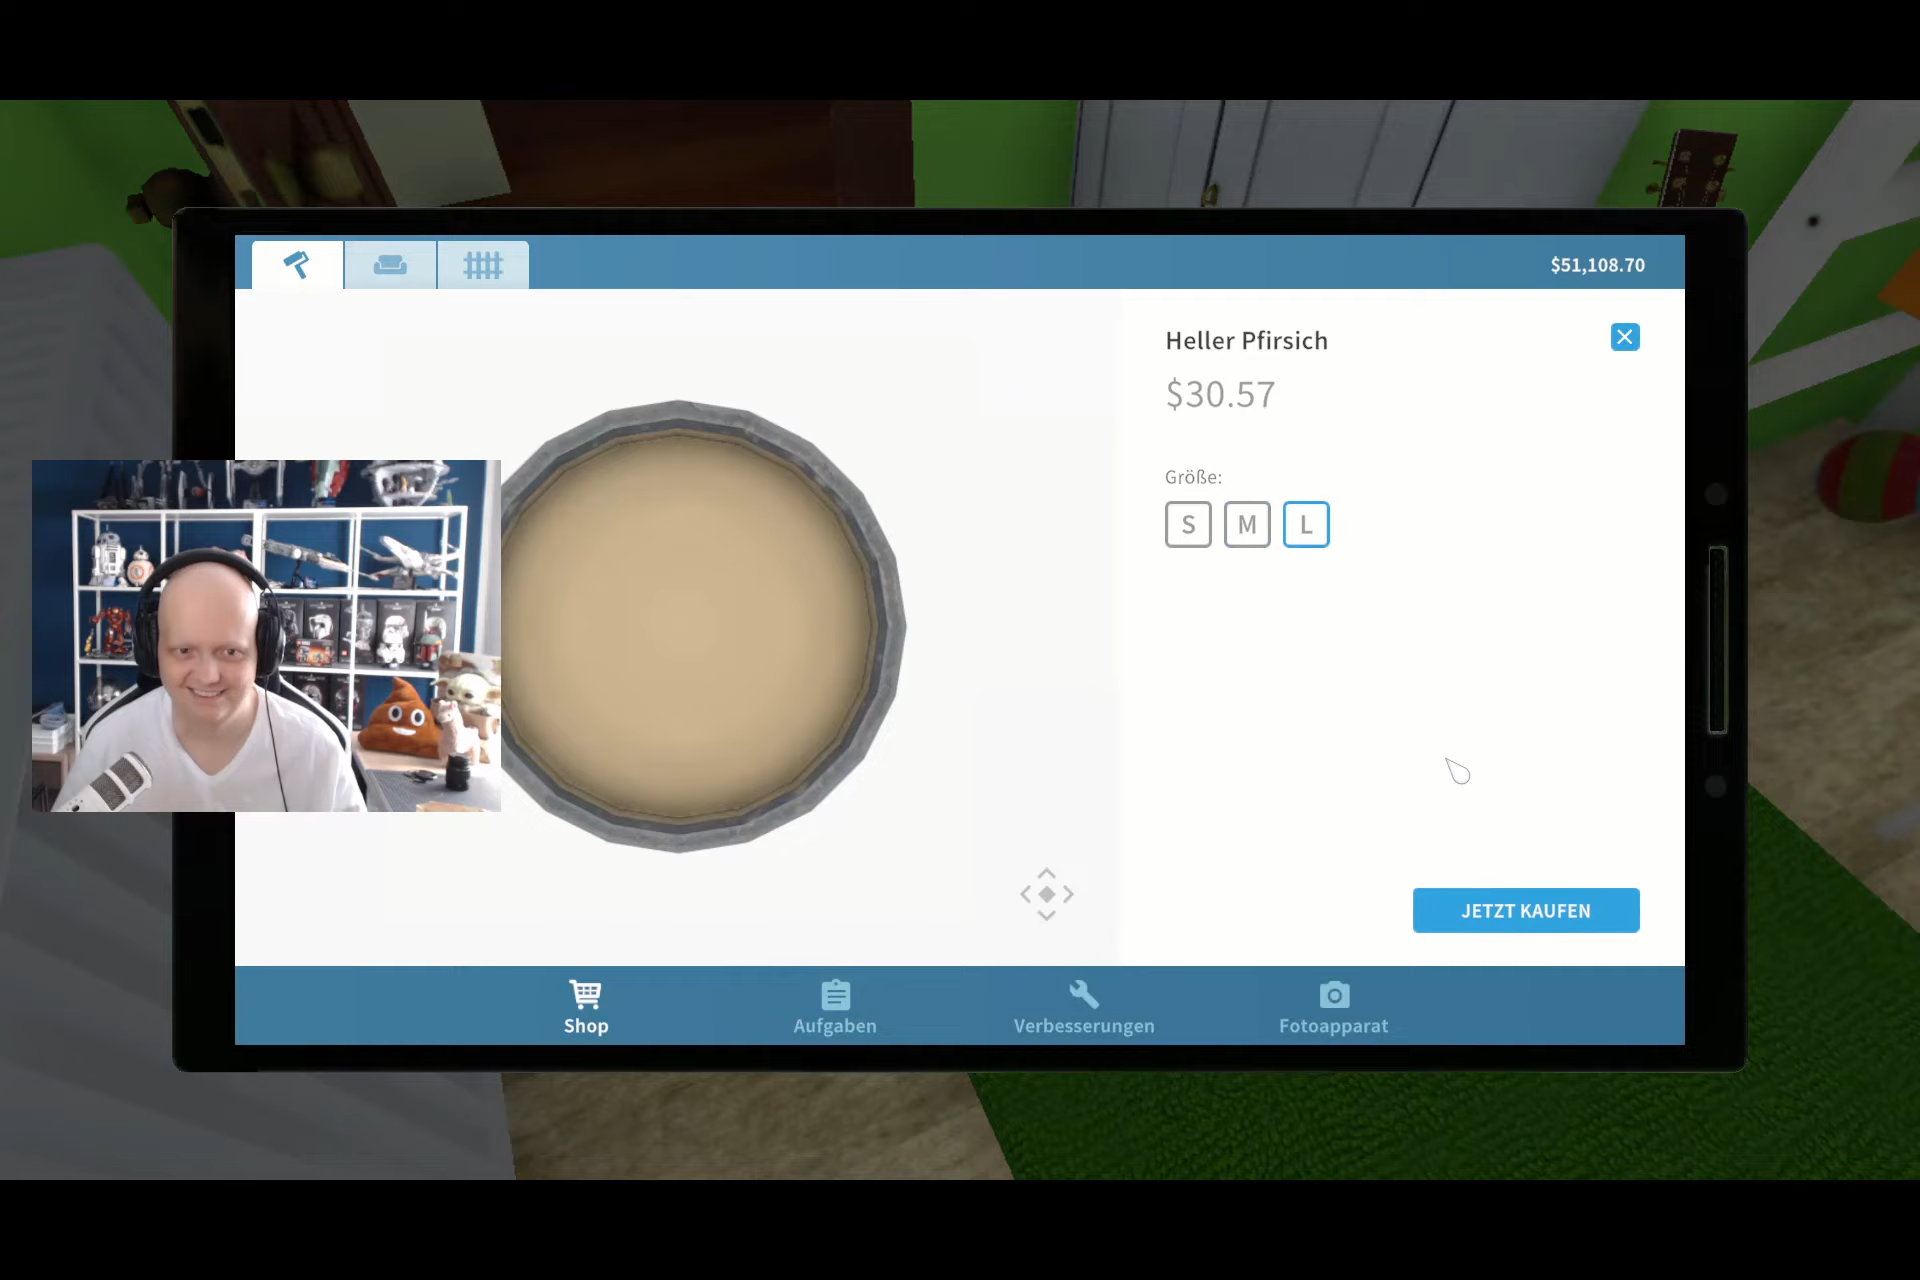 $51,108.70
Heller Pfirsich
$30.57
Größe:
S M L
JETZT KAUFEN
Shop Aufgaben Verbesserungen Fotoapparat